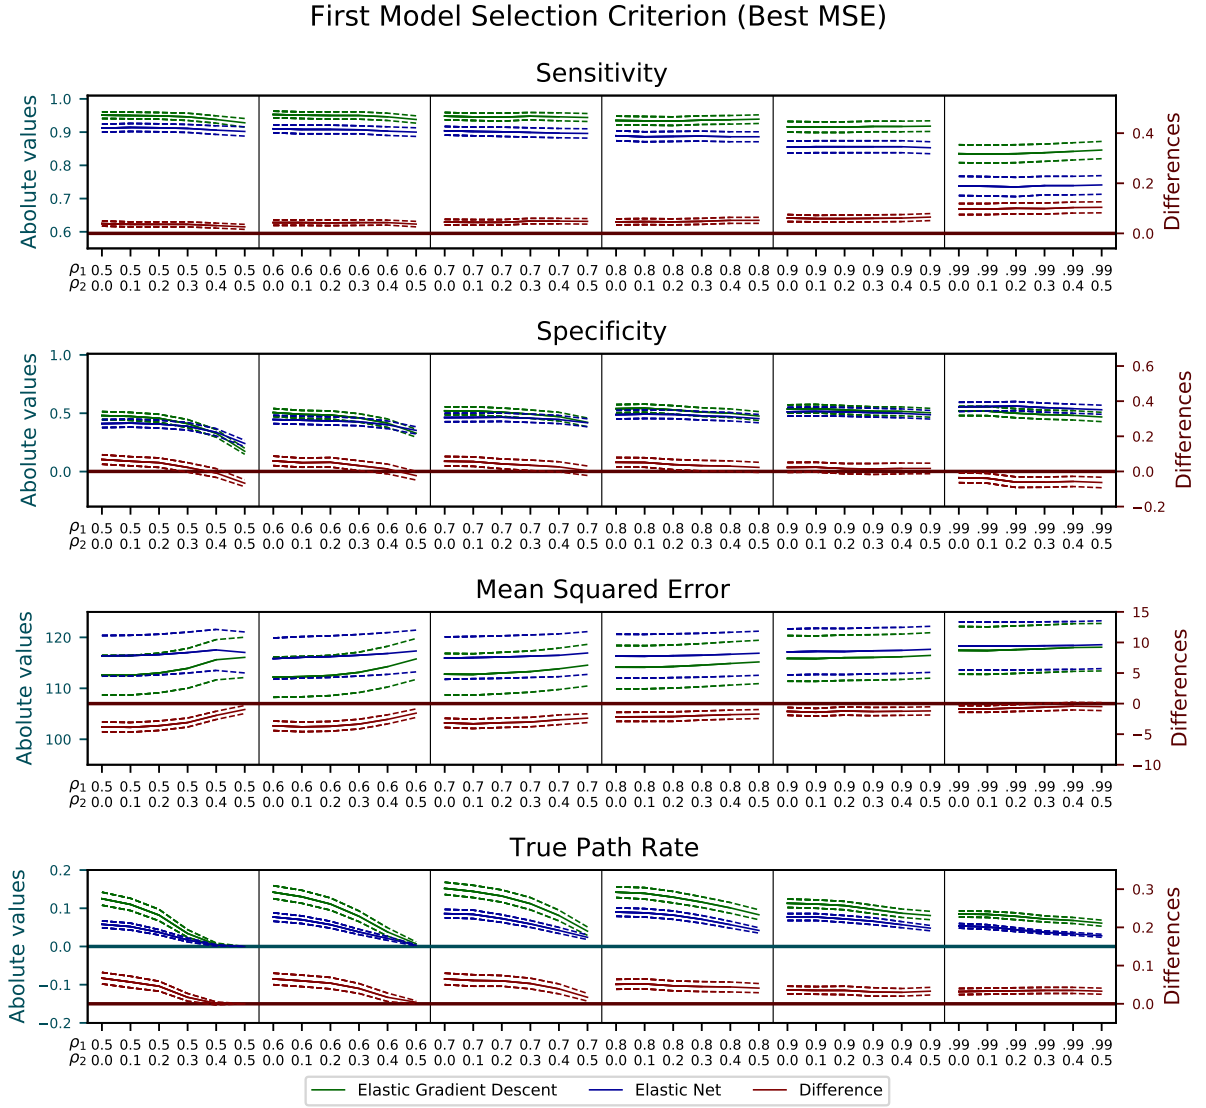 First Model Selection Criterion (Best MSE)
Sensitivity
Abolute values
1.0
0.9
0.8
0.7
0.6
0.4
0.2
0.0
Differences
ρ1 0.5 0.5 0.5 0.5 0.5 0.5 0.6 0.6 0.6 0.6 0.6 0.6 0.7 0.7 0.7 0.7 0.7 0.7 0.8 0.8 0.8 0.8 0.8 0.8 0.9 0.9 0.9 0.9 0.9 0.9 .99 .99 .99 .99 .99 .99
ρ2 0.0 0.1 0.2 0.3 0.4 0.5 0.0 0.1 0.2 0.3 0.4 0.5 0.0 0.1 0.2 0.3 0.4 0.5 0.0 0.1 0.2 0.3 0.4 0.5 0.0 0.1 0.2 0.3 0.4 0.5 0.0 0.1 0.2 0.3 0.4 0.5
Specificity
Abolute values
1.0
0.5
0.0
0.6
0.4
0.2
0.0
−0.2
Differences
ρ1 0.5 0.5 0.5 0.5 0.5 0.5 0.6 0.6 0.6 0.6 0.6 0.6 0.7 0.7 0.7 0.7 0.7 0.7 0.8 0.8 0.8 0.8 0.8 0.8 0.9 0.9 0.9 0.9 0.9 0.9 .99 .99 .99 .99 .99 .99
ρ2 0.0 0.1 0.2 0.3 0.4 0.5 0.0 0.1 0.2 0.3 0.4 0.5 0.0 0.1 0.2 0.3 0.4 0.5 0.0 0.1 0.2 0.3 0.4 0.5 0.0 0.1 0.2 0.3 0.4 0.5 0.0 0.1 0.2 0.3 0.4 0.5
Mean Squared Error
Abolute values
120
110
100
15
10
5
0
−5
−10
Differences
ρ1 0.5 0.5 0.5 0.5 0.5 0.5 0.6 0.6 0.6 0.6 0.6 0.6 0.7 0.7 0.7 0.7 0.7 0.7 0.8 0.8 0.8 0.8 0.8 0.8 0.9 0.9 0.9 0.9 0.9 0.9 .99 .99 .99 .99 .99 .99
ρ2 0.0 0.1 0.2 0.3 0.4 0.5 0.0 0.1 0.2 0.3 0.4 0.5 0.0 0.1 0.2 0.3 0.4 0.5 0.0 0.1 0.2 0.3 0.4 0.5 0.0 0.1 0.2 0.3 0.4 0.5 0.0 0.1 0.2 0.3 0.4 0.5
True Path Rate
Abolute values
0.2
0.1
0.0
−0.1
−0.2
0.3
0.2
0.1
0.0
Differences
ρ1 0.5 0.5 0.5 0.5 0.5 0.5 0.6 0.6 0.6 0.6 0.6 0.6 0.7 0.7 0.7 0.7 0.7 0.7 0.8 0.8 0.8 0.8 0.8 0.8 0.9 0.9 0.9 0.9 0.9 0.9 .99 .99 .99 .99 .99 .99
ρ2 0.0 0.1 0.2 0.3 0.4 0.5 0.0 0.1 0.2 0.3 0.4 0.5 0.0 0.1 0.2 0.3 0.4 0.5 0.0 0.1 0.2 0.3 0.4 0.5 0.0 0.1 0.2 0.3 0.4 0.5 0.0 0.1 0.2 0.3 0.4 0.5
Elastic Gradient Descent Elastic Net Difference